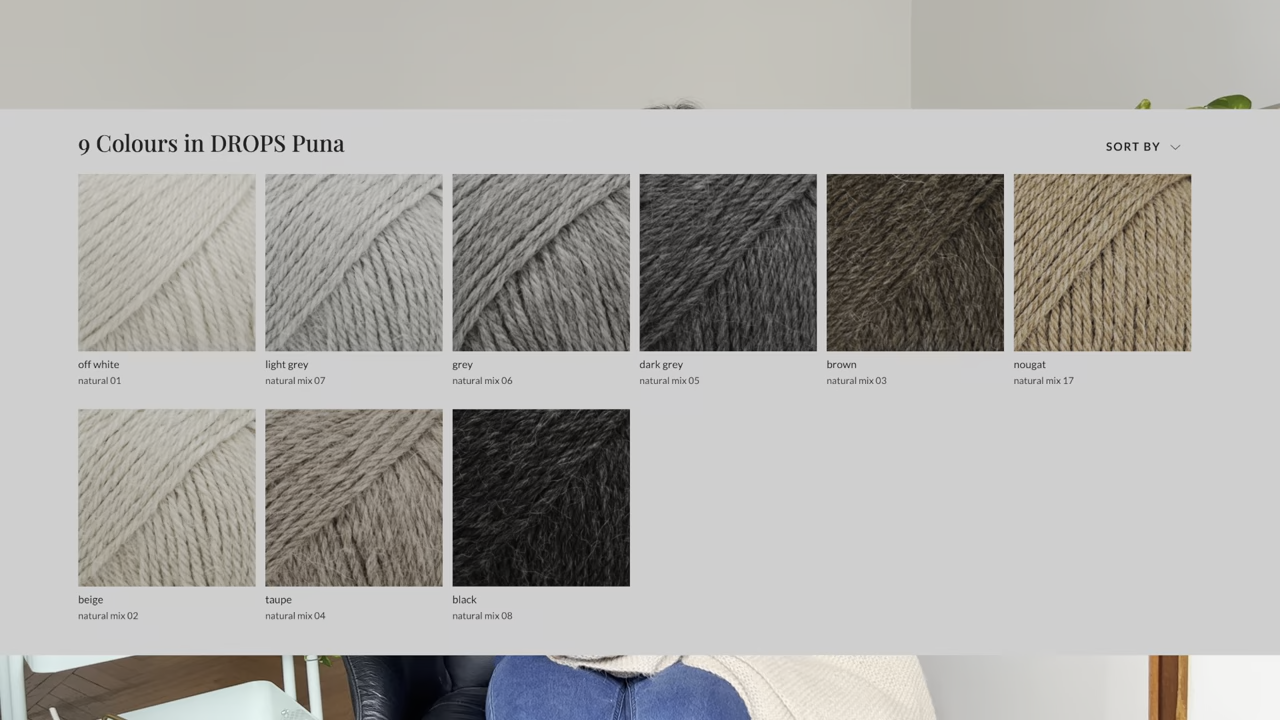 9 Colours in DROPS Puna
SORT BY
off white
natural 01
light grey
natural mix 07
grey
natural mix 06
dark grey
natural mix 05
brown
natural mix 03
nougat
natural mix 17
beige
natural mix 02
taupe
natural mix 04
black
natural mix 08